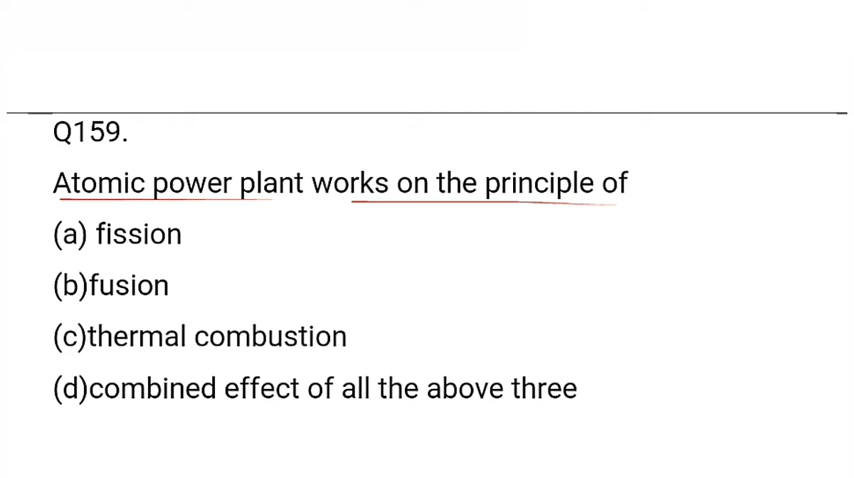 Q159.
Atomic power plant works on the principle of
(a) fission
(b)fusion
(c)thermal combustion
(d)combined effect of all the above three